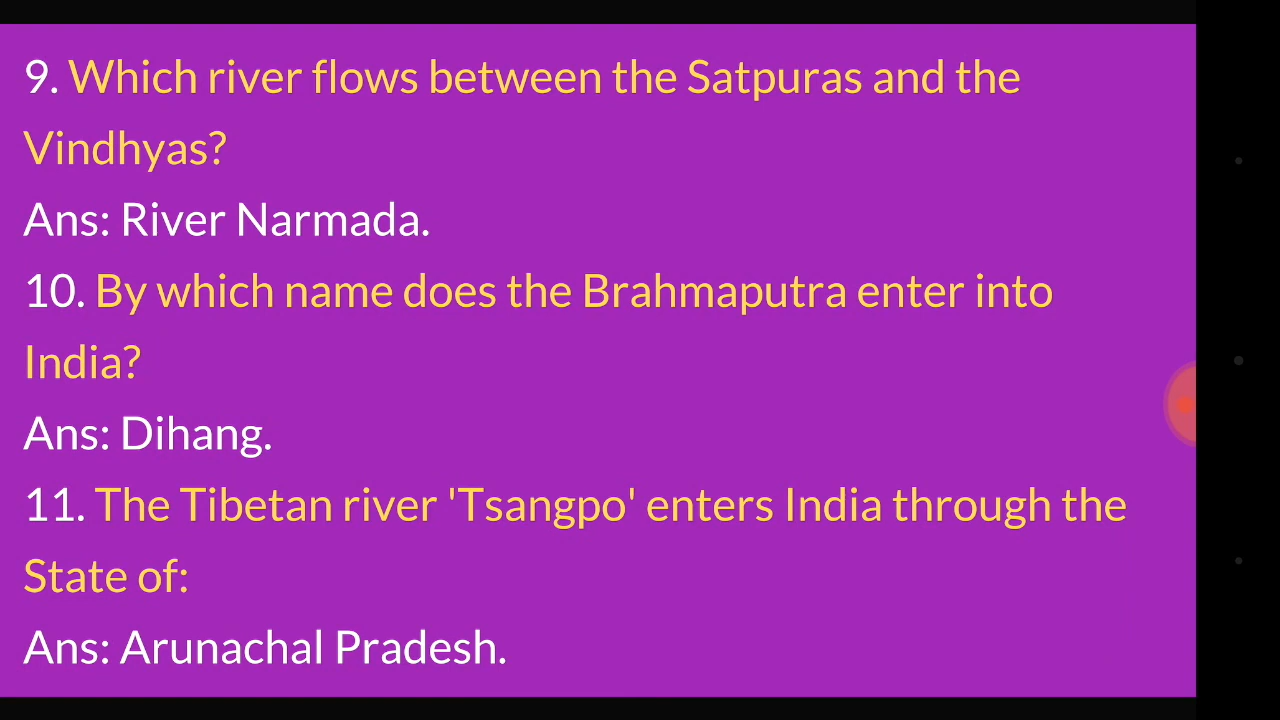 9. Which river flows between the Satpuras and the
Vindhyas?
Ans: River Narmada.
10. By which name does the Brahmaputra enter into
India?
Ans: Dihang.
11. The Tibetan river 'Tsangpo' enters India through the
State of:
Ans: Arunachal Pradesh.